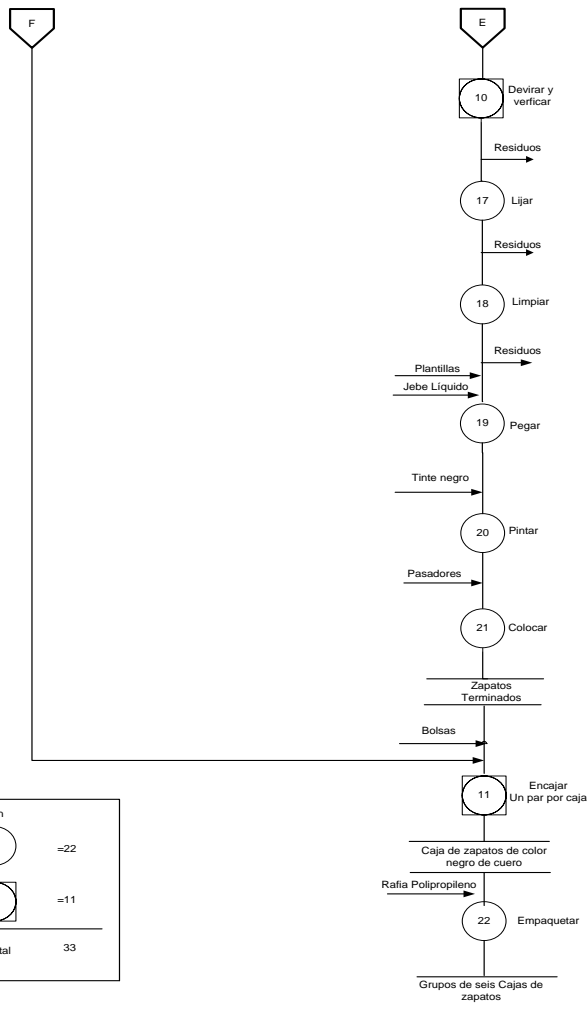 F
E
10
Devirar y
verficar
Residuos
17
Lijar
Residuos
18
Limpiar
Residuos
Plantillas
Jebe Líquido
19
Pegar
Tinte negro
20
Pintar
Pasadores
21
Colocar
Zapatos
Terminados
Bolsas
11
Encajar
Un par por caja
Caja de zapatos de color
negro de cuero
Rafia Polipropileno
22
Empaquetar
Grupos de seis Cajas de
zapatos
=22
=11
33